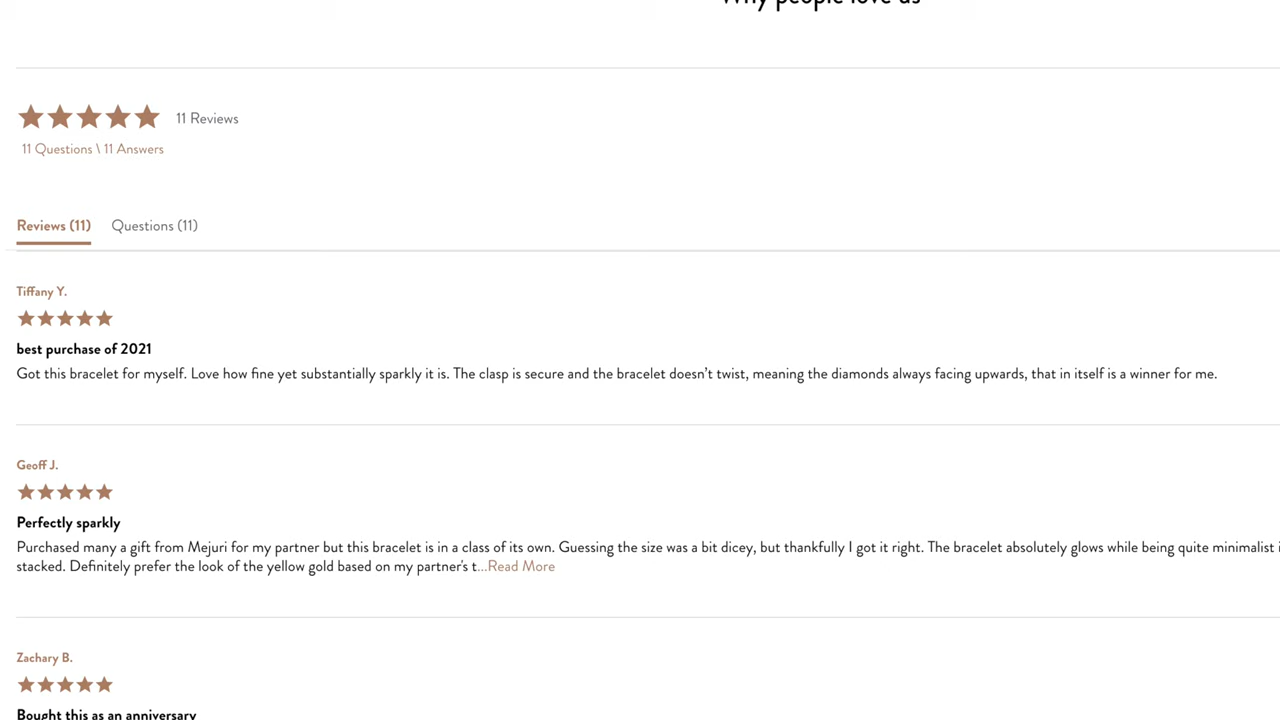 Why people love us
11 Reviews
11 Questions \ 11 Answers
Reviews (11) Questions (11)
Tiffany Y.
best purchase of 2021
Got this bracelet for myself. Love how fine yet substantially sparkly it is. The clasp is secure and the bracelet doesn’t twist, meaning the diamonds always facing upwards, that in itself is a winner for me.
Geoff J.
Perfectly sparkly
Purchased many a gift from Mejuri for my partner but this bracelet is in a class of its own. Guessing the size was a bit dicey, but thankfully I got it right. The bracelet absolutely glows while being quite minimalist
stacked. Definitely prefer the look of the yellow gold based on my partner's t...Read More
Zachary B.
Bought this as an anniversary